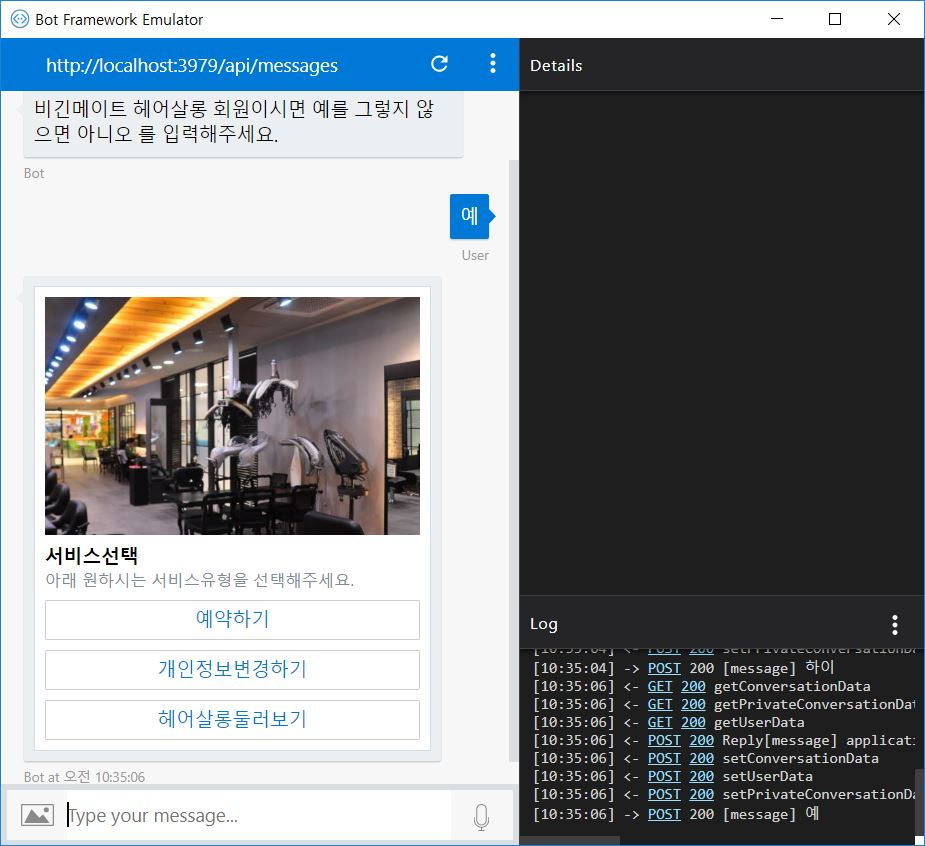 Bot Framework Emulator
http://localhost:3979/api/messages
비긴메이트 헤어살롱 회원이시면 예를 그렇지 않
으면 아니오 를 입력해주세요.
Bot
예
User
서비스선택
아래 원하시는 서비스유형을 선택해주세요.
예약하기
개인정보변경하기
헤어살롱둘러보기
Bot at 오전 10:35:06
Type your message...
Details
Log
[10:35:04] <- POST 200 setPrivateConversationDa
[10:35:04] -> POST 200 [message] 하이
[10:35:06] <- GET 200 getConversationData
[10:35:06] <- GET 200 getPrivateConversationDat
[10:35:06] <- GET 200 getUserData
[10:35:06] <- POST 200 Reply[message] applicati
[10:35:06] <- POST 200 setConversationData
[10:35:06] <- POST 200 setUserData
[10:35:06] <- POST 200 setPrivateConversationDa
[10:35:06] -> POST 200 [message] 예